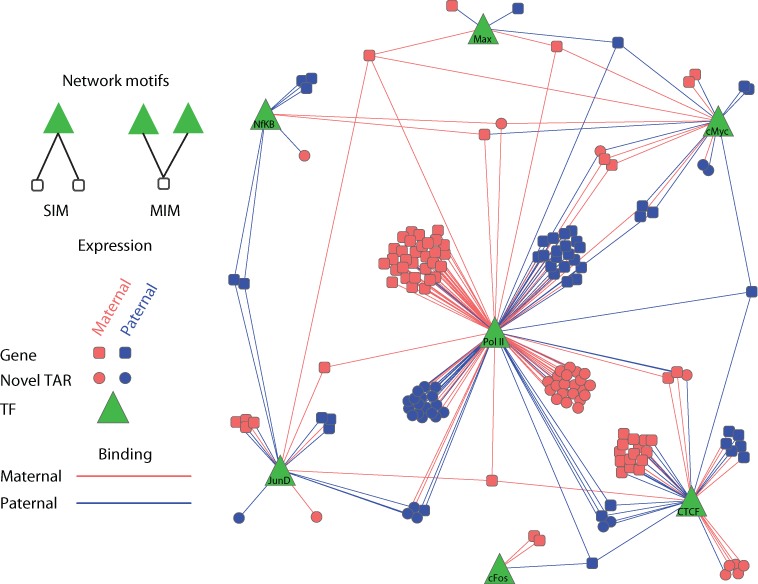 Max
Network motifs
NfKB
cMyc
SIM
MIM
Expression
Maternal
Paternal
Pol II
Gene
Novel TAR
TF
Binding
Maternal
JunD
Paternal
CTCF
cFos